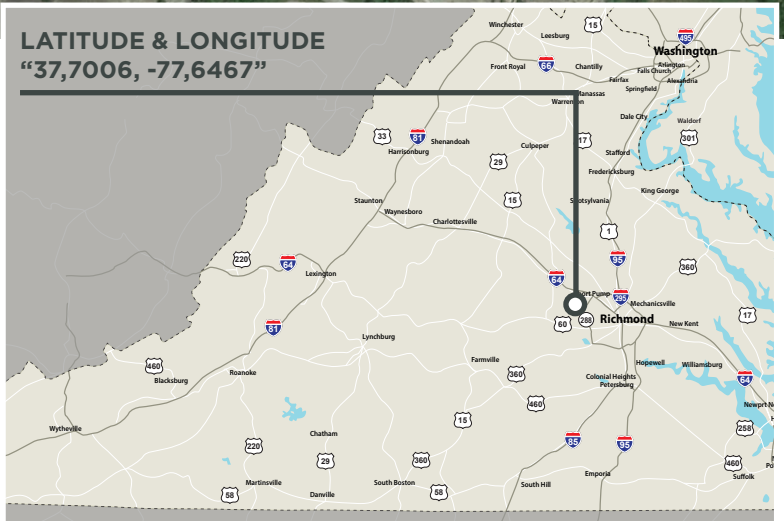 LATITUDE & LONGITUDE
“37,7006, -77,6467”
Winchester
15
Leesburg
495
Washington
Front Royal
66
Chantilly
Arlington
Falls Church
Fairfax
Alexandria
Springfield
Manassas
Warrenton
Dale City
Waldorf
33
81
Shenandoah
Harrisonburg
Culpeper
17
301
Stafford
29
Fredericksburg
King George
15
Staunton
Waynesboro
Charlottesville
1
220
64
Lexington
64
95
360
295
Mechanicsville
60
288
Richmond
New Kent
17
81
Lynchburg
Farmville
460
Blacksburg
Roanoke
360
Hopewell
Williamsburg
Colonial Heights
Petersburg
64
460
15
Wytheville
Chatham
220
29
360
85
95
258
460
Suffolk
Martinsville
58
Danville
South Boston
58
South Hill
Emporia